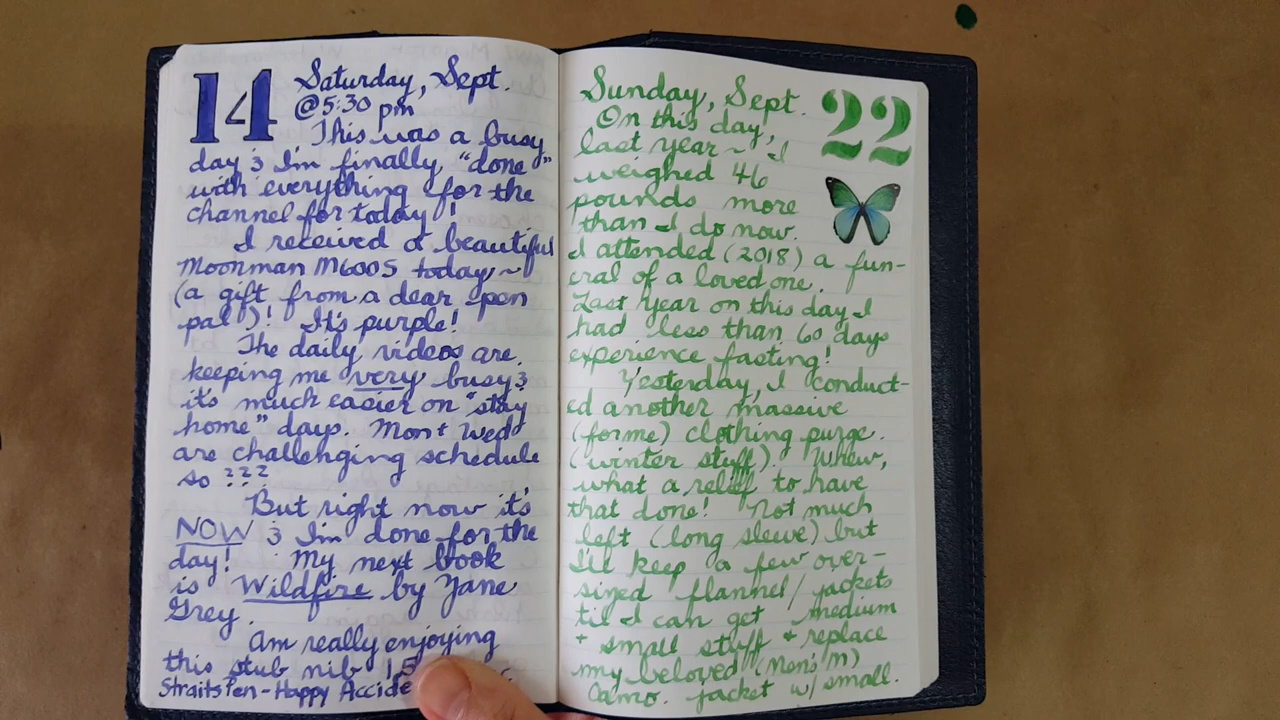 14 Saturday, Sept.
@5:30 pm
This was a busy
day & I'm finally "done"
with everything for the
channel for today!
I received a beautiful
Moonman M600S today ~
(a gift from a dear pen
pal)! It's purple!
The daily videos are
keeping me very busy &
it's much easier on "stay
home" days. Mon + Wed
are challenging schedule
so ???
But right now it's
NOW & I'm done for the
day! My next book
is Wildfire by Zane
Grey.
Am really enjoying
this stub nib 1.5
Straits Pen - Happy Accide
Sunday, Sept. 22
On this day,
last year ~ I
weighed 46
pounds more
than I do now.
I attended (2018) a fun-
eral of a loved one.
Last year on this day I
had less than 60 days
experience fasting!
Yesterday, I conduct-
ed another massive
(for me) clothing purge.
(winter stuff). Whew,
what a relief to have
that done! Not much
left (long sleeve) but
I'll keep a few over-
sized flannel/jackets
til I can get medium
+ small stuff + replace
my beloved (Men's M)
Camo. jacket w/ small.